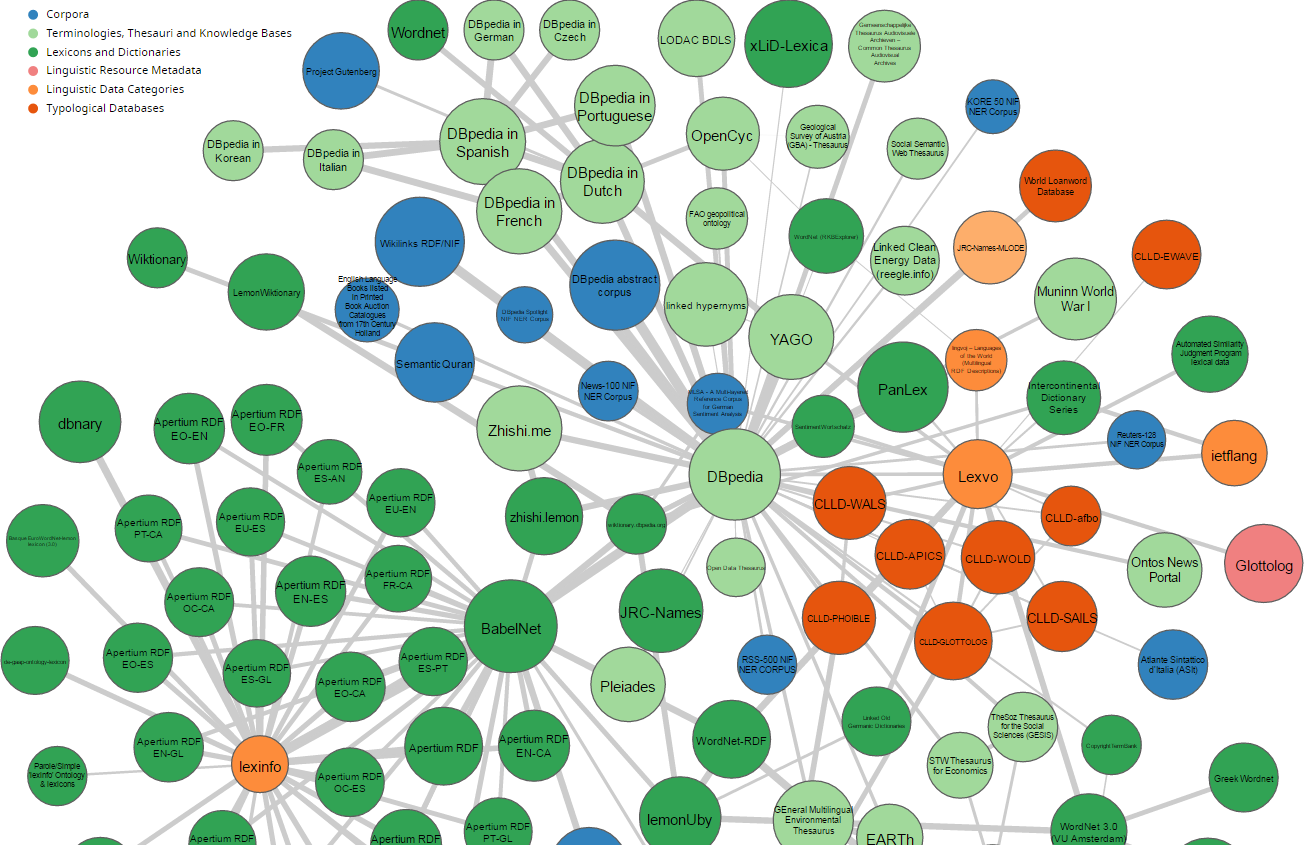 Corpora
Terminologies, Thesauri and Knowledge Bases
Lexicons and Dictionaries
Linguistic Resource Metadata
Linguistic Data Categories
Typological Databases
Wordnet
DBpedia in
German
DBpedia in
Czech
LODAC BDLS
xLiD-Lexica
Gemeenschappelijke
Thesaurus Audiovisuele
Archieven –
Common Thesaurus
Audiovisual
Archives
Project Gutenberg
DBpedia in
Portuguese
KORE 50 NIF
NER Corpus
DBpedia in
Korean
DBpedia in
Italian
DBpedia in
Spanish
OpenCyc
Geological
Survey of Austria
(GBA) - Thesaurus
Social Semantic
Web Thesaurus
DBpedia in
Dutch
World Loanword
Database
DBpedia in
French
FAO geopolitical
ontology
WordNet (RKBExplorer)
Wikilinks RDF/NIF
Linked Clean
Energy Data
(reegle.info)
JRC-Names-MLODE
CLLD-EWAVE
Wiktionary
LemonWiktionary
English Language
Books listed
in Printed
Book Auction
Catalogues
from 17th Century
Holland
DBpedia abstract
corpus
DBpedia Spotlight
NIF NER Corpus
linked hypernyms
YAGO
Muninn World
War I
SemanticQuran
lingvoj – Languages
of the World
(Multilingual
RDF Descriptions)
Automated Similarity
Judgment Program
lexical data
News-100 NIF
NER Corpus
MLSA – A Multi-layered
Reference Corpus
for German
Sentiment Analysis
PanLex
Intercontinental
Dictionary
Series
dbnary
Apertium RDF
EO-EN
Apertium RDF
EO-FR
Zhishi.me
SentimentWortschatz
Reuters-128
NIF NER Corpus
ietflang
Apertium RDF
ES-AN
DBpedia
Lexvo
Apertium RDF
EU-EN
CLLD-WALS
CLLD-afbo
Apertium RDF
PT-CA
Apertium RDF
EU-ES
zhishi.lemon
wiktionary.dbpedia.org
Basque EuroWordNet-lemon
lexicon (3.0)
CLLD-APICS
CLLD-WOLD
Glottolog
Open Data Thesaurus
Ontos News
Portal
Apertium RDF
OC-CA
Apertium RDF
EN-ES
Apertium RDF
FR-CA
BabelNet
JRC-Names
CLLD-PHOIBLE
CLLD-SAILS
CLLD-GLOTTOLOG
Apertium RDF
EO-ES
Apertium RDF
ES-GL
Apertium RDF
EO-CA
Apertium RDF
ES-PT
Pleiades
RSS-500 NIF
NER CORPUS
Atlante Sintattico
d'Italia (ASIt)
Apertium RDF
EN-GL
lexinfo
Apertium RDF
Apertium RDF
EN-CA
WordNet-RDF
Linked Old
Germanic Dictionaries
TheSoz Thesaurus
for the Social
Sciences (GESIS)
CopyrightTermBank
Parole/Simple
'lexinfo' Ontology
& lexicons
Apertium RDF
OC-ES
STW Thesaurus
for Economics
Greek Wordnet
Apertium RDF
Apertium RDF
Apertium RDF
PT-GL
lemonUby
GEneral Multilingual
Environmental
Thesaurus
EARTh
WordNet 3.0
(VU Amsterdam)